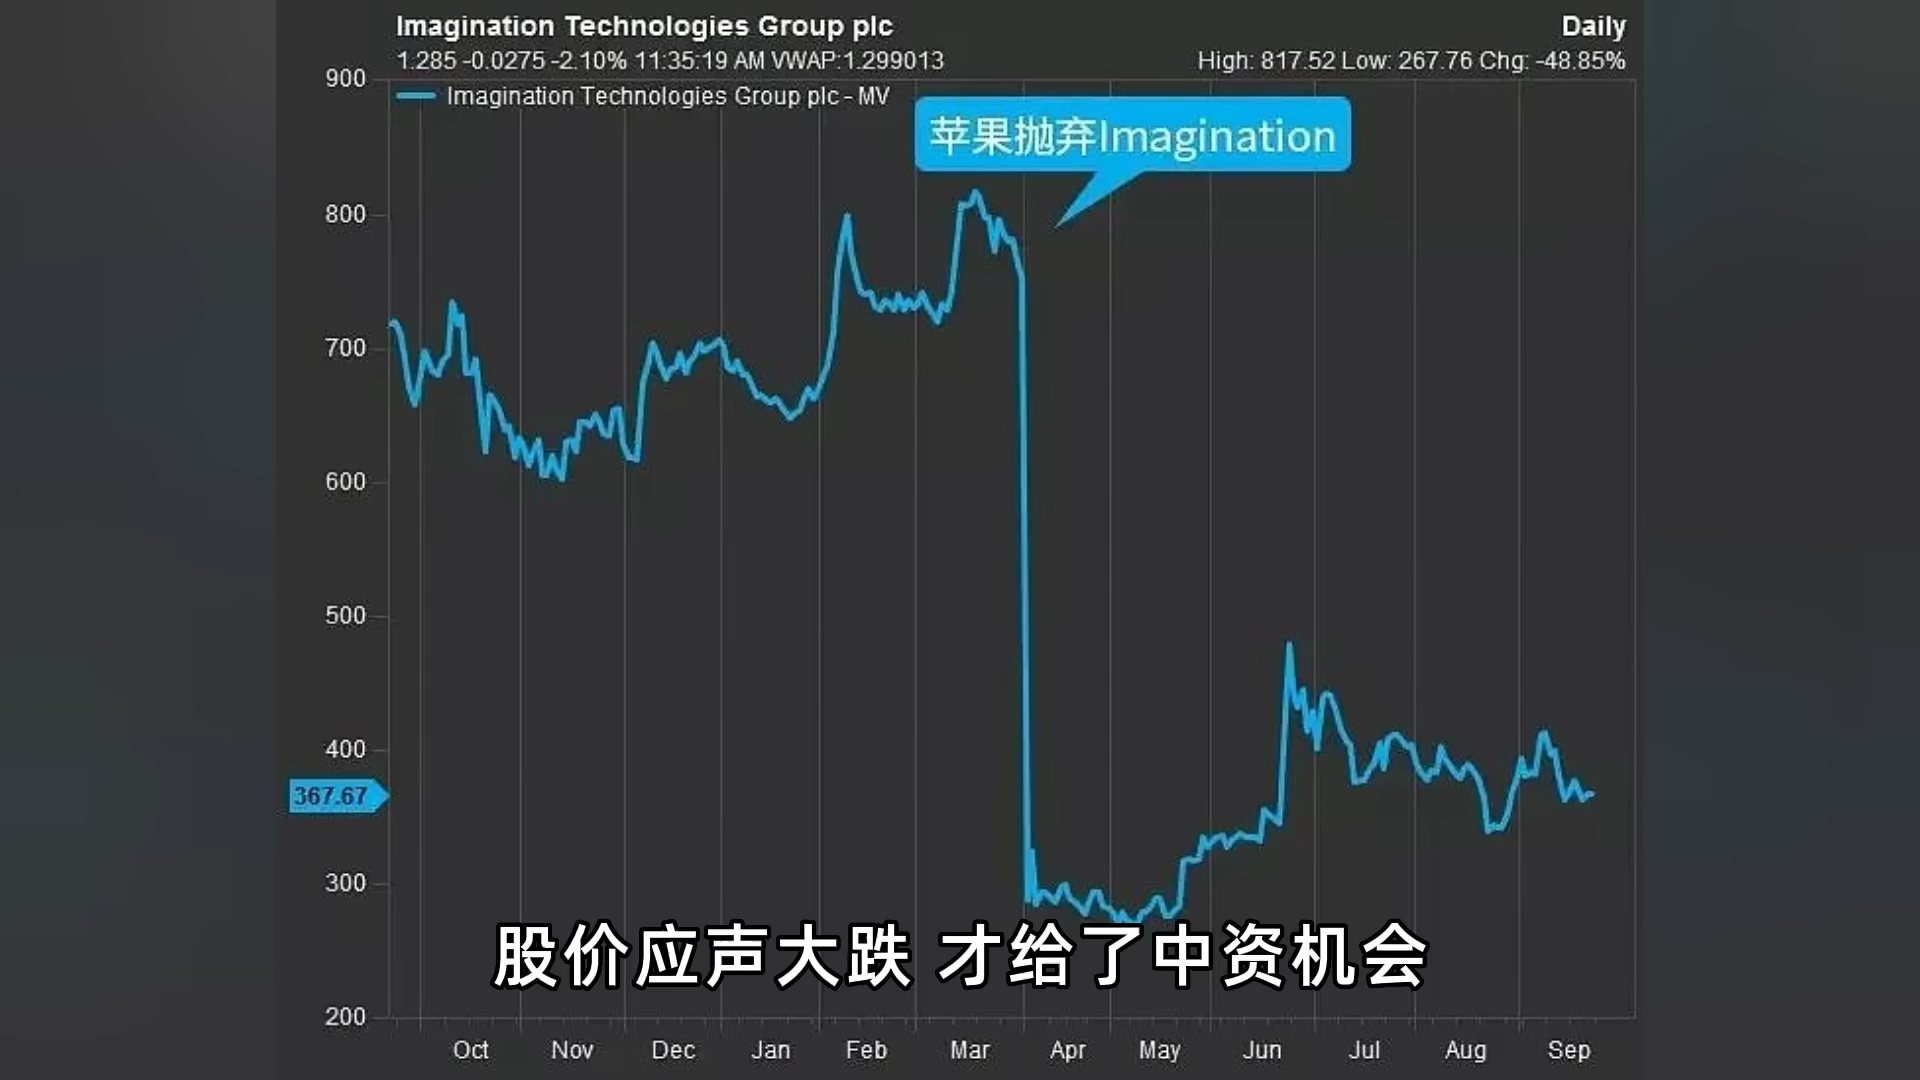 Imagination Technologies Group plc
Daily
1.285 -0.0275 -2.10% 11:35:19 AM VWAP:1.299013
High: 817.52 Low: 267.76 Chg: -48.85%
900
Imagination Technologies Group plc - MV
苹果抛弃Imagination
800
700
600
500
400
367.67
300
股价应声大跌 才给了中资机会
200
Oct Nov Dec Jan Feb Mar Apr May Jun Jul Aug Sep